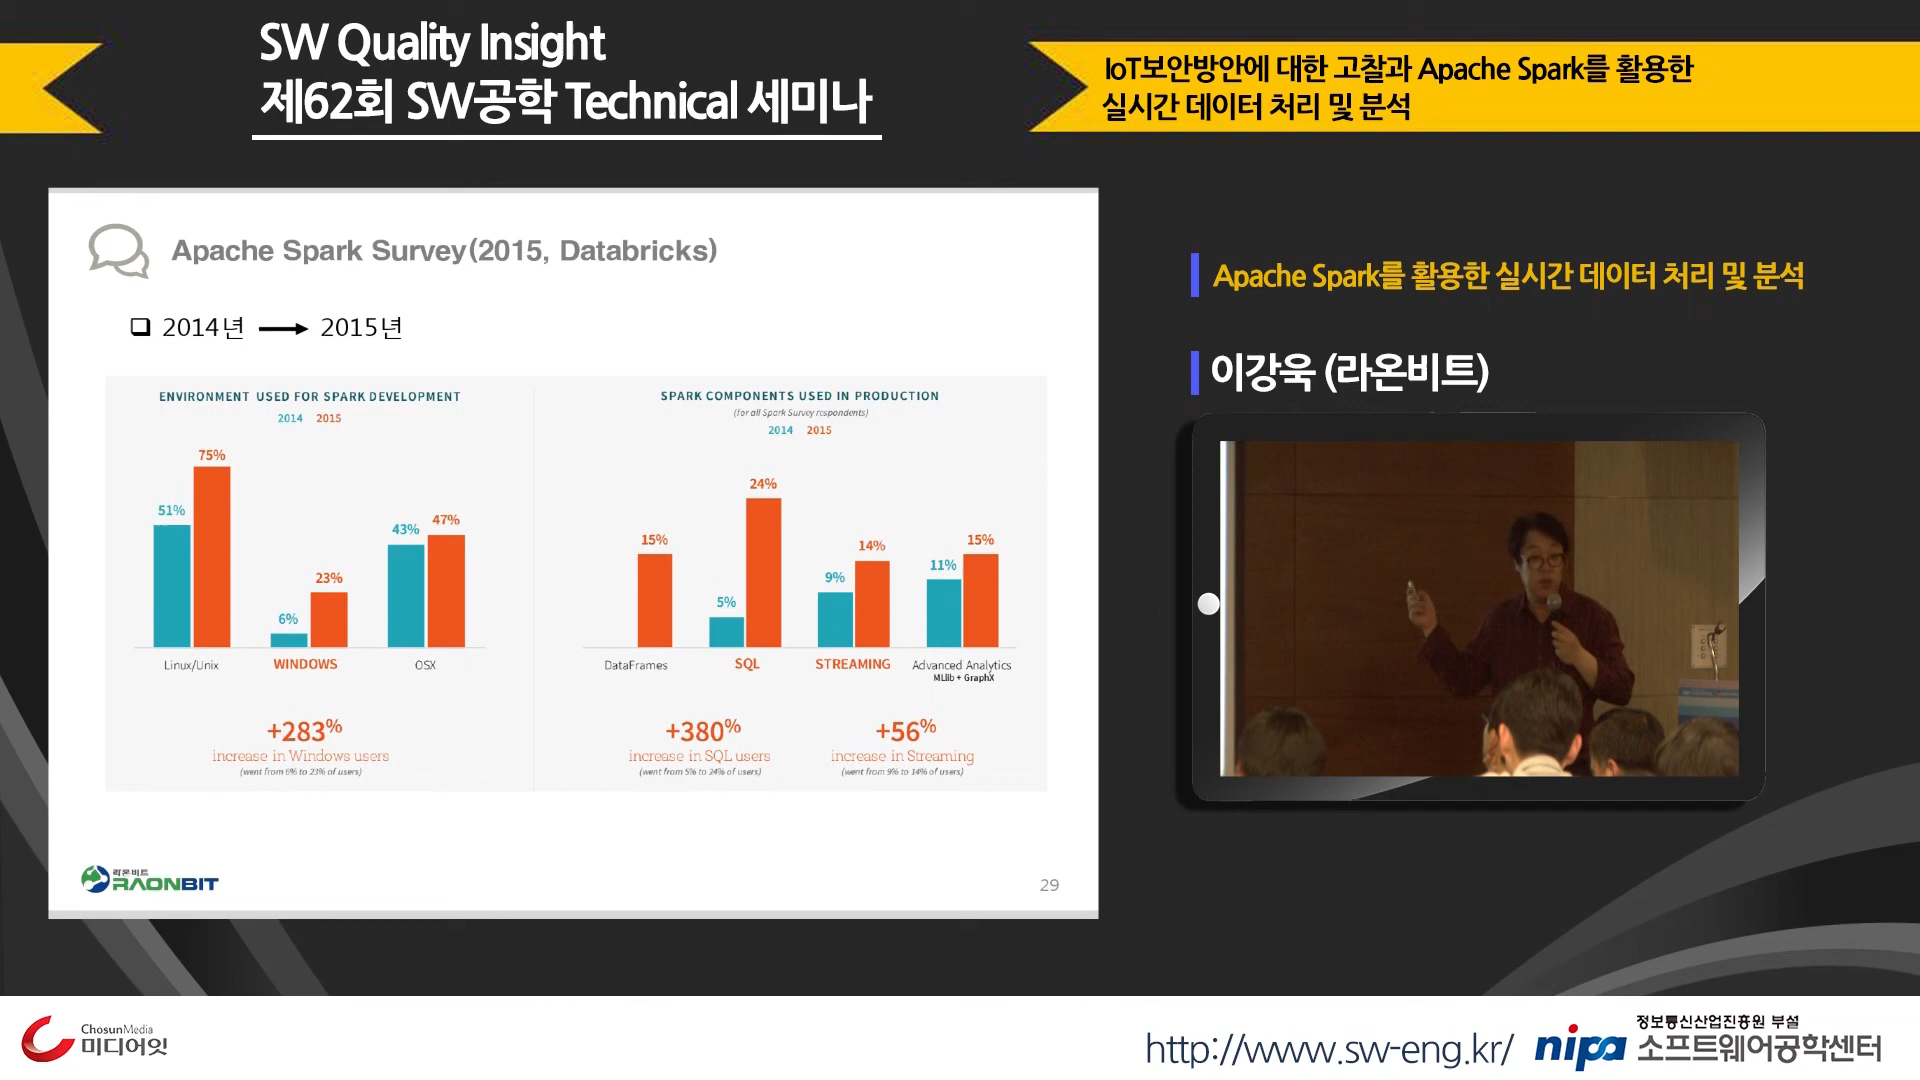 SW Quality Insight
제62회 SW공학 Technical 세미나
IoT보안방안에 대한 고찰과 Apache Spark를 활용한
실시간 데이터 처리 및 분석
Apache Spark Survey(2015, Databricks)
❑ 2014년 → 2015년
ENVIRONMENT USED FOR SPARK DEVELOPMENT
2014 2015
51% 75%
6% 23%
43% 47%
Linux/Unix WINDOWS OSX
+283%
increase in Windows users
(went from 6% to 23% of users)
SPARK COMPONENTS USED IN PRODUCTION
(for all Spark Survey respondents)
2014 2015
15%
5% 24%
9% 14%
11% 15%
DataFrames SQL STREAMING Advanced Analytics
MLlib + GraphX
+380%
increase in SQL users
(went from 5% to 24% of users)
+56%
increase in Streaming
(went from 9% to 14% of users)
라온비트
RAONBIT
29
Apache Spark를 활용한 실시간 데이터 처리 및 분석
이강욱 (라온비트)
ChosunMedia
미디어잇
http://www.sw-eng.kr/
nipa
정보통신산업진흥원 부설
소프트웨어공학센터